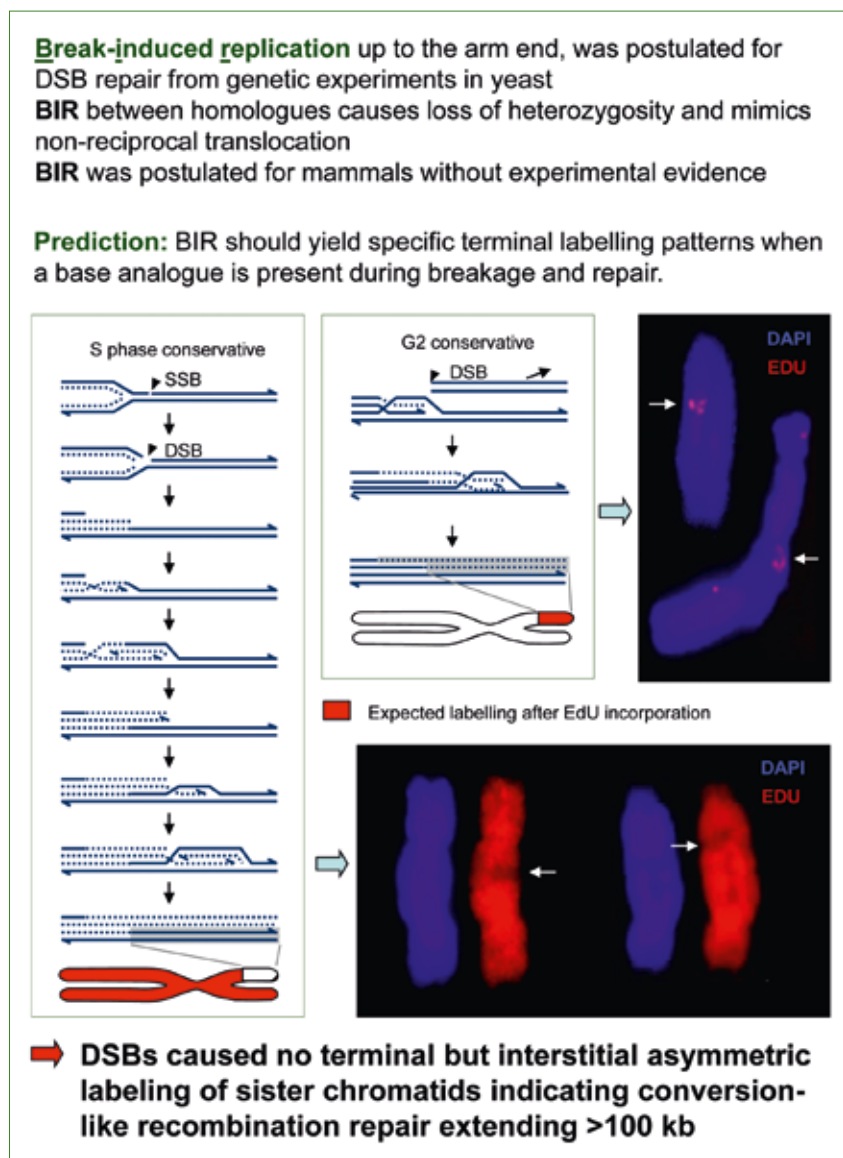 Break-induced replication up to the arm end, was postulated for
DSB repair from genetic experiments in yeast
BIR between homologues causes loss of heterozygosity and mimics
non-reciprocal translocation
BIR was postulated for mammals without experimental evidence
Prediction: BIR should yield specific terminal labelling patterns when
a base analogue is present during breakage and repair.
S phase conservative
SSB
DSB
G2 conservative
DSB
DAPI
EDU
Expected labelling after EdU incorporation
DAPI
EDU
DSBs caused no terminal but interstitial asymmetric
labeling of sister chromatids indicating conversion-
like recombination repair extending >100 kb